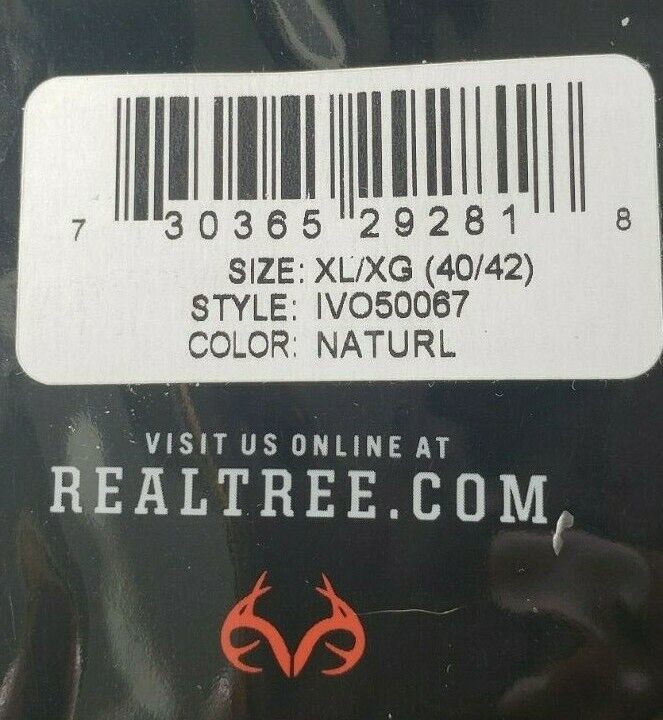 7 30365 29281 8
SIZE: XL/XG (40/42)
STYLE: IVO50067
COLOR: NATURL
VISIT US ONLINE AT
REALTREE.COM